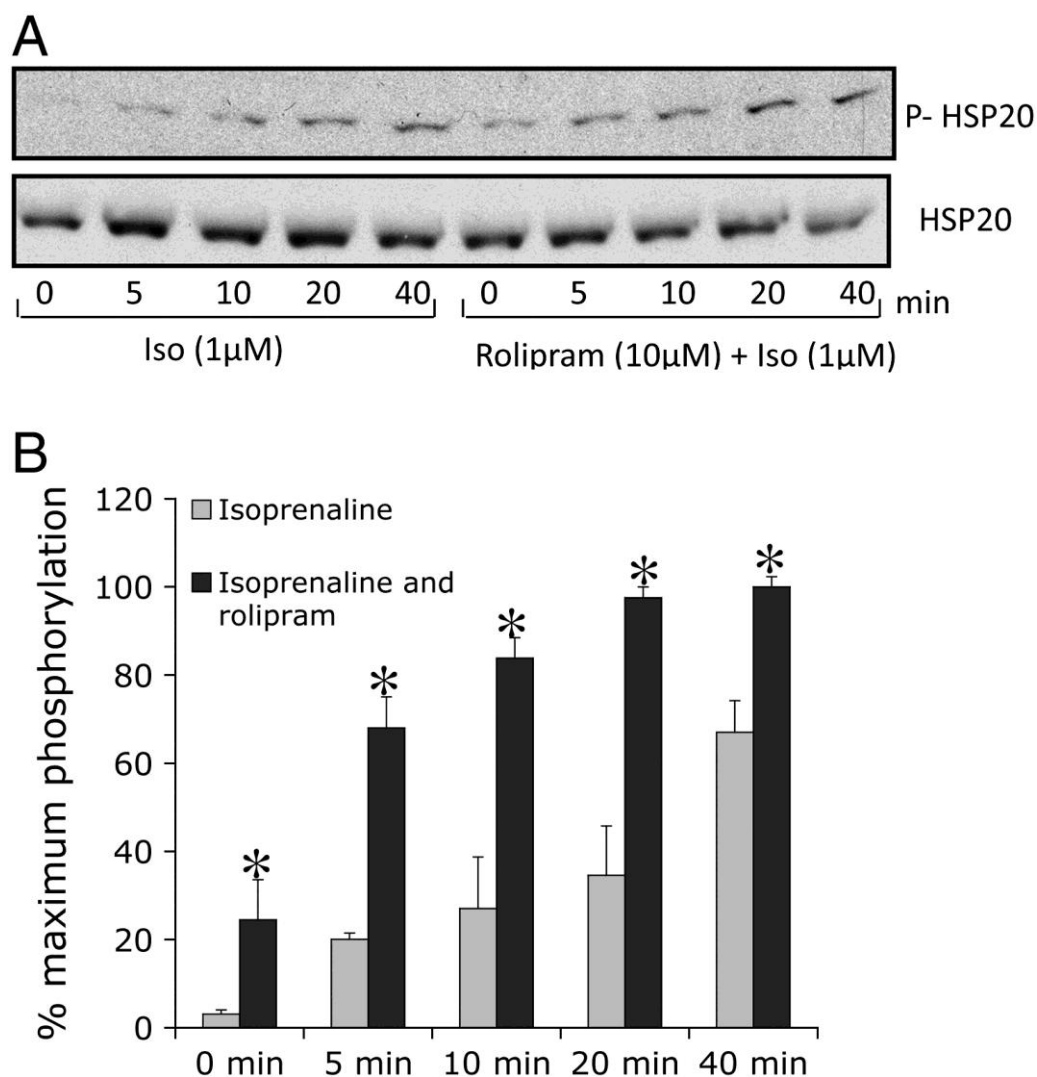 A
P- HSP20
HSP20
0 5 10 20 40 0 5 10 20 40 min
Iso (1µM) Rolipram (10µM) + Iso (1µM)
B
% maximum phosphorylation
120
100
80
60
40
20
0
Isoprenaline
Isoprenaline and
rolipram
* * * * *
0 min 5 min 10 min 20 min 40 min